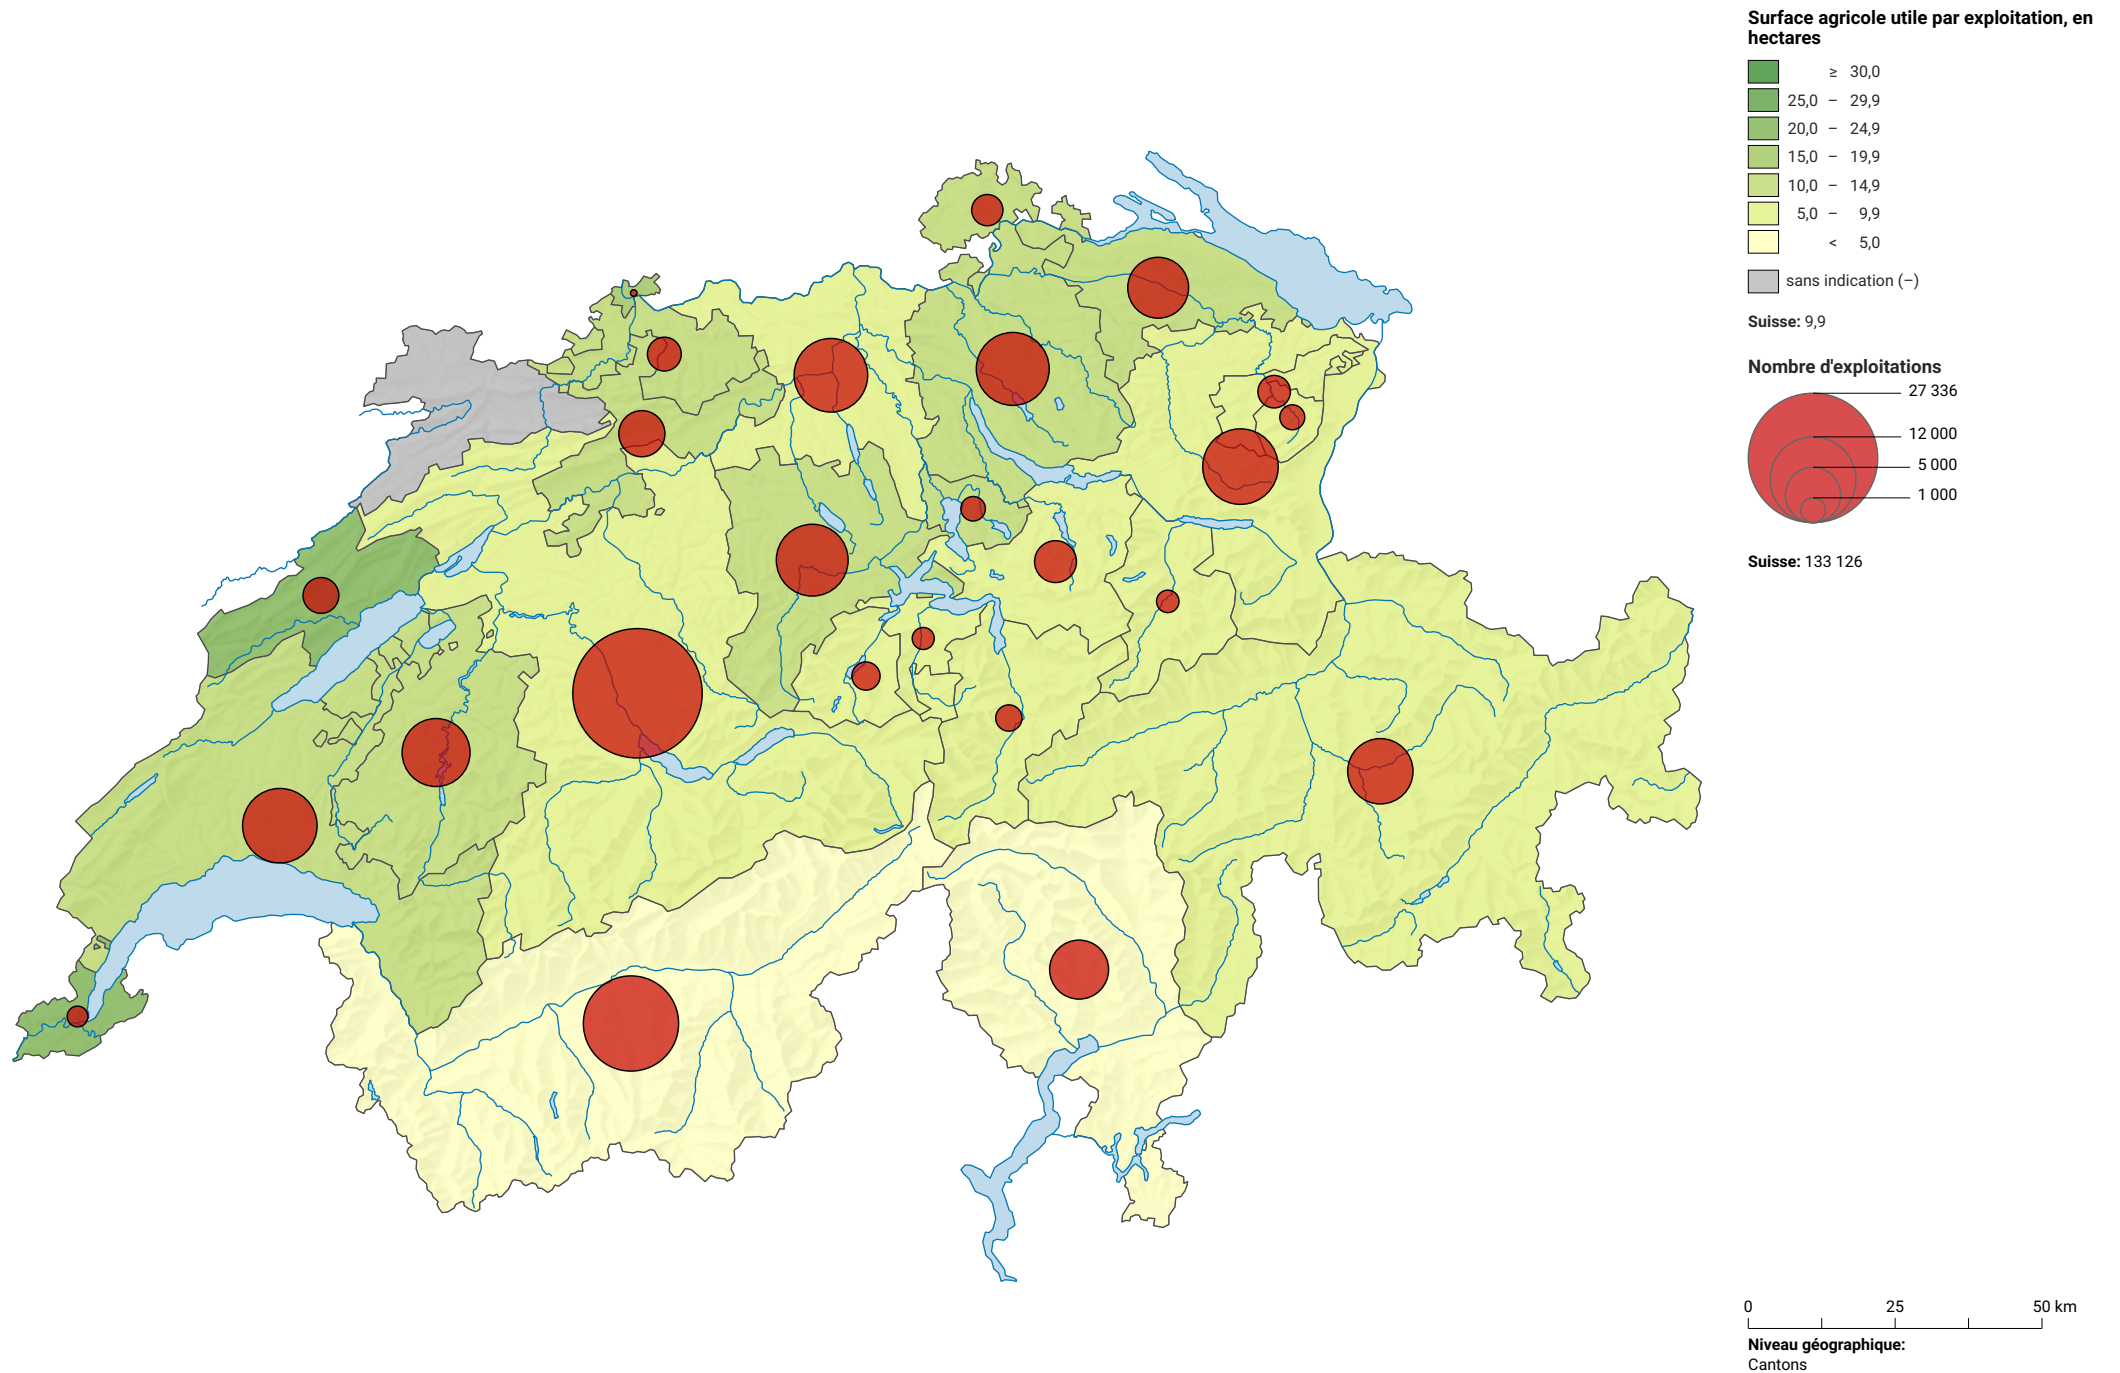 Surface agricole utile par exploitation, en
hectares
≥ 30,0
25,0 – 29,9
20,0 – 24,9
15,0 – 19,9
10,0 – 14,9
5,0 – 9,9
< 5,0
sans indication (–)
Suisse: 9,9
Nombre d'exploitations
27 336
12 000
5 000
1 000
Suisse: 133 126
0 25 50 km
Niveau géographique:
Cantons